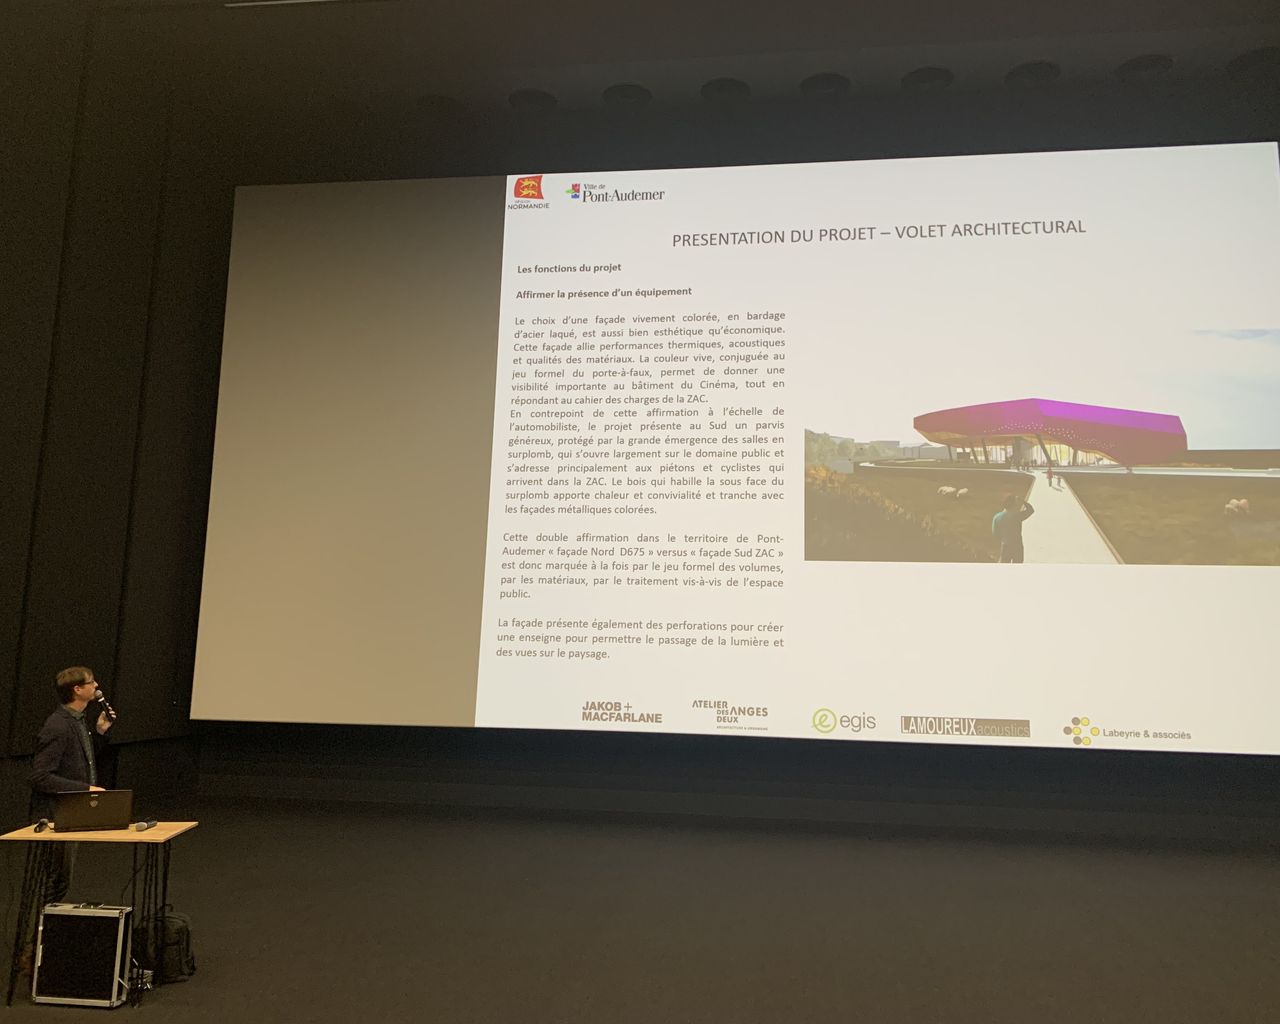 RÉGION
NORMANDIE
Ville de
Pont-Audemer
PRESENTATION DU PROJET – VOLET ARCHITECTURAL
Les fonctions du projet
Affirmer la présence d'un équipement
Le choix d'une façade vivement colorée, en bardage
d'acier laqué, est aussi bien esthétique qu'économique.
Cette façade allie performances thermiques, acoustiques
et qualités des matériaux. La couleur vive, conjuguée au
jeu formel du porte-à-faux, permet de donner une
visibilité importante au bâtiment du Cinéma, tout en
répondant au cahier des charges de la ZAC.
En contrepoint de cette affirmation à l'échelle de
l'automobiliste, le projet présente au Sud un parvis
généreux, protégé par la grande émergence des salles en
surplomb, qui s'ouvre largement sur le domaine public et
s'adresse principalement aux piétons et cyclistes qui
arrivent dans la ZAC. Le bois qui habille la sous face du
surplomb apporte chaleur et convivialité et tranche avec
les façades métalliques colorées.
Cette double affirmation dans le territoire de Pont-
Audemer « façade Nord D675 » versus « façade Sud ZAC »
est donc marquée à la fois par le jeu formel des volumes,
par les matériaux, par le traitement vis-à-vis de l'espace
public.
La façade présente également des perforations pour créer
une enseigne pour permettre le passage de la lumière et
des vues sur le paysage.
JAKOB+
MACFARLANE
ATELIER
DES ANGES
DEUX
ARCHITECTURE & URBANISME
egis
LAMOUREUX acoustics
Labeyrie & associés